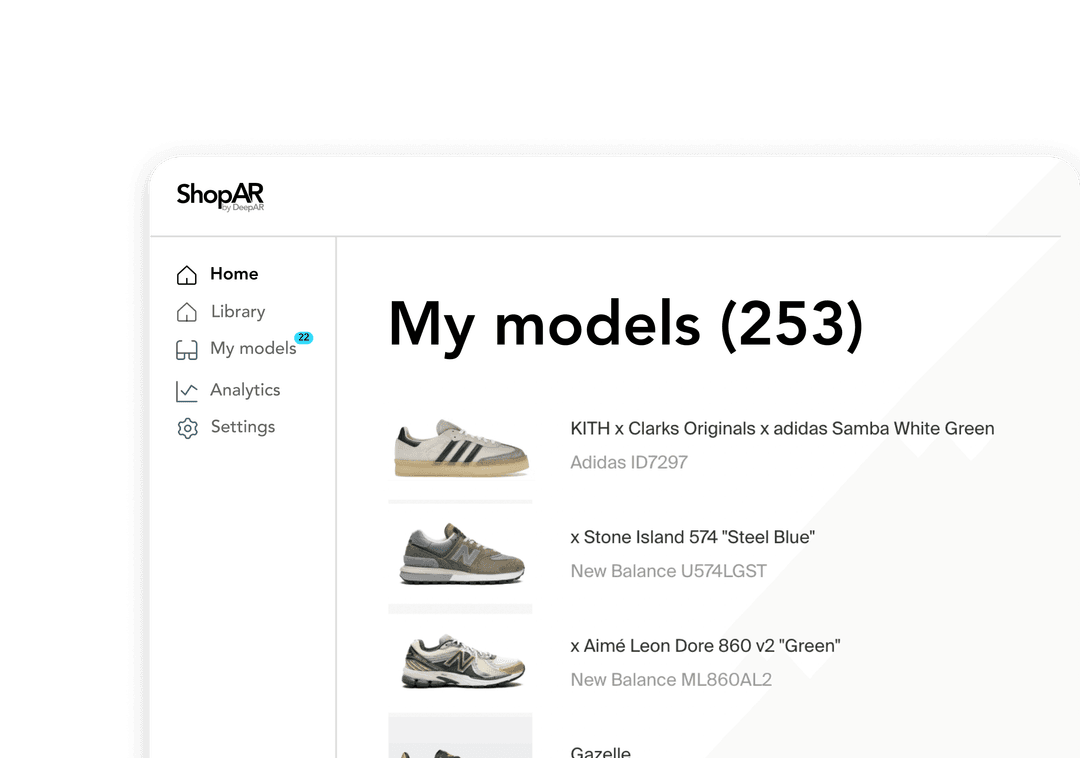 ShopAR
by DeepAR
Home
Library
My models
22
Analytics
Settings
My models (253)
KITH x Clarks Originals x adidas Samba White Green
Adidas ID7297
x Stone Island 574 "Steel Blue"
New Balance U574LGST
x Aimé Leon Dore 860 v2 "Green"
New Balance ML860AL2
Gazelle